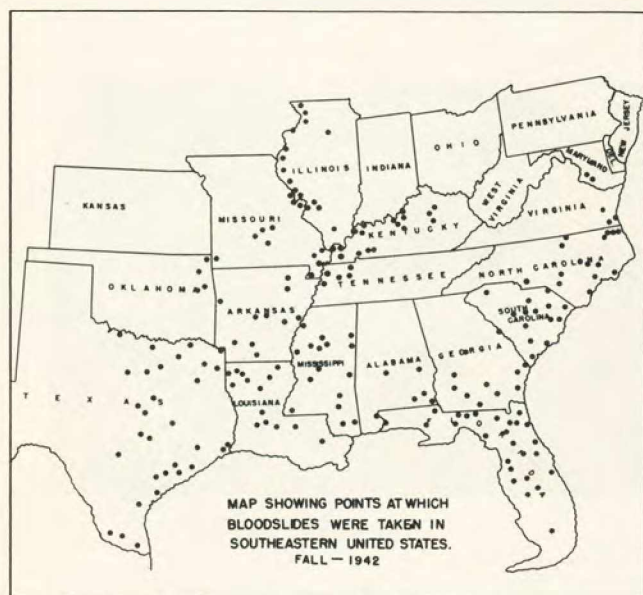 PENNSYLVANIA
NEW JERSEY
DEL.
MARYLAND
OHIO
INDIANA
ILLINOIS
WEST VIRGINIA
VIRGINIA
KANSAS
MISSOURI
KENTUCKY
OKLAHOMA
ARKANSAS
TENNESSEE
NORTH CAROLINA
SOUTH CAROLINA
MISSISSIPPI
ALABAMA
GEORGIA
TEXAS
LOUISIANA
FLORIDA
MAP SHOWING POINTS AT WHICH
BLOODSLIDES WERE TAKEN IN
SOUTHEASTERN UNITED STATES.
FALL — 1942